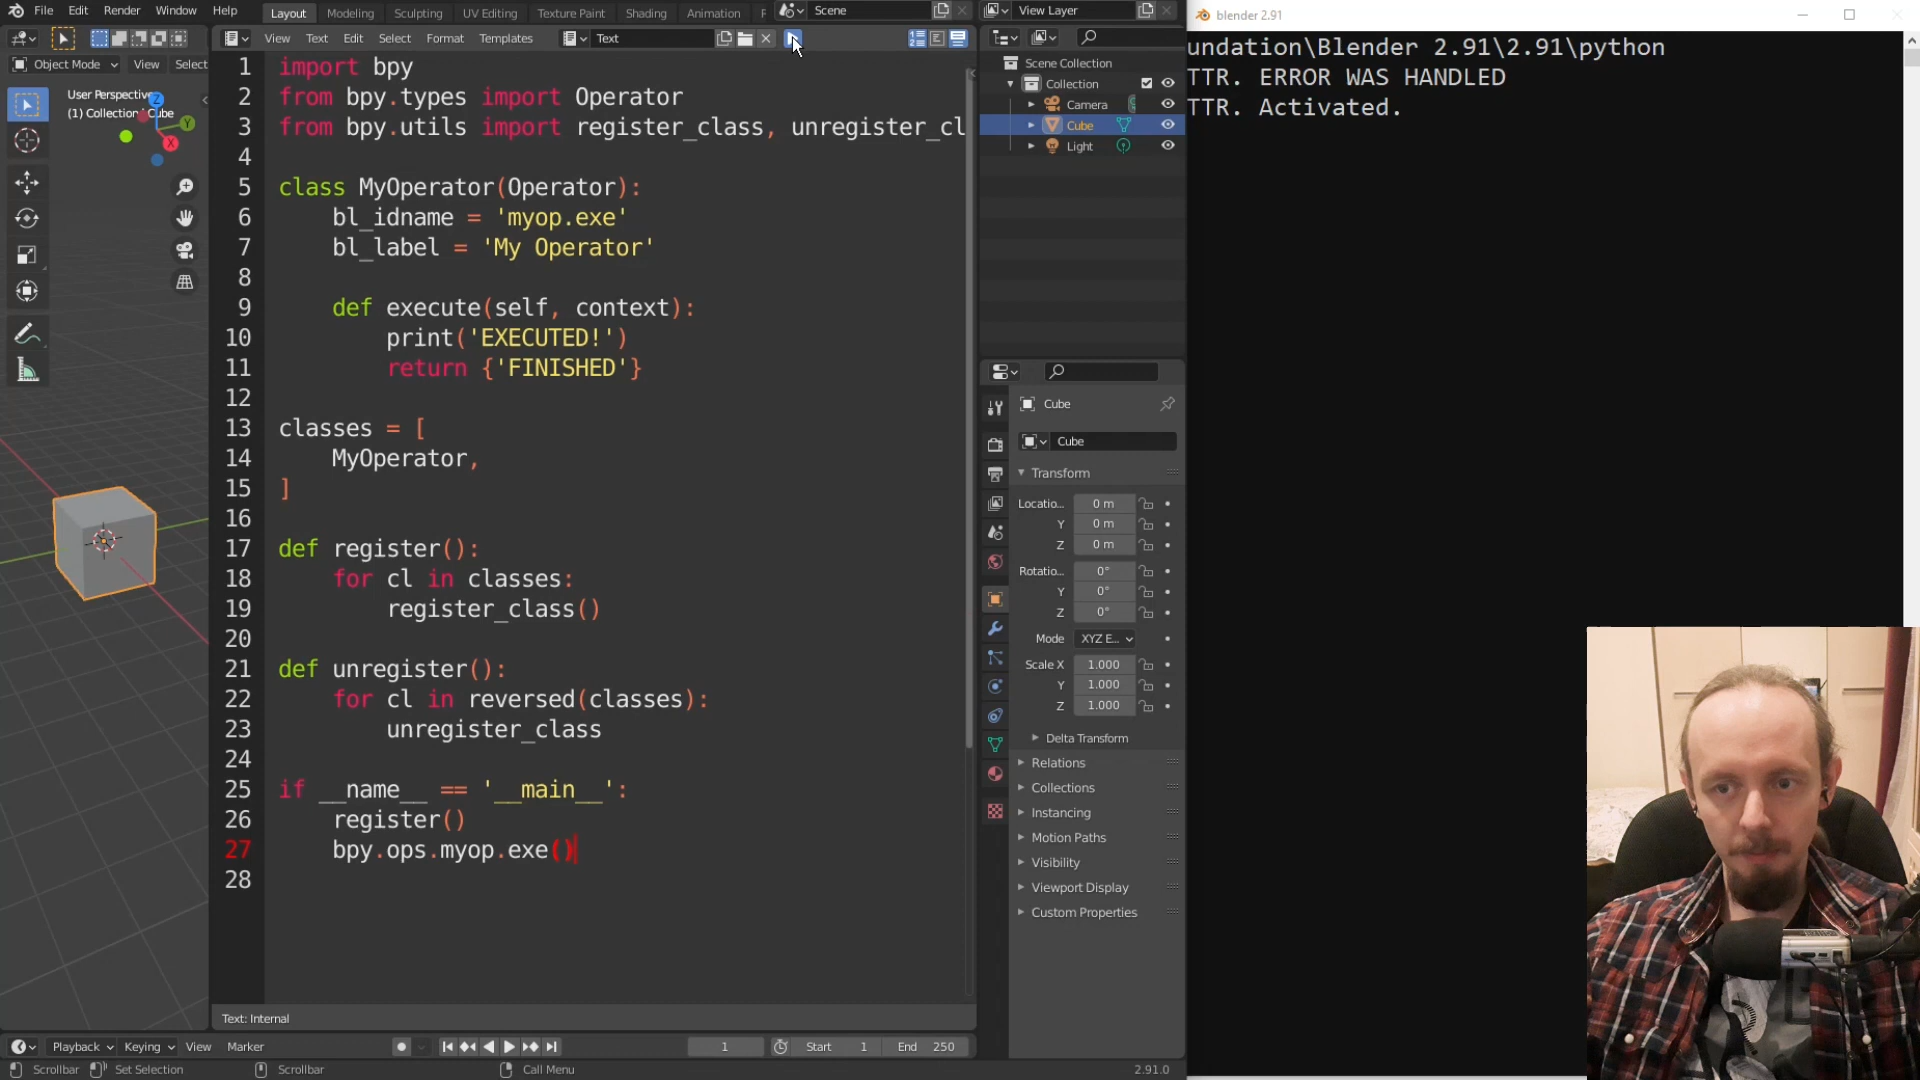 File Edit Render Window Help Layout Modeling Sculpting UV Editing Texture Paint Shading Animation Scene View Layer blender 2.91
View Text Edit Select Format Templates Text
Object Mode View Select
User Perspective
(1) Collection | Cube
1 import bpy
2 from bpy.types import Operator
3 from bpy.utils import register_class, unregister_cl
4
5 class MyOperator(Operator):
6 bl_idname = 'myop.exe'
7 bl_label = 'My Operator'
8
9 def execute(self, context):
10 print('EXECUTED!')
11 return {'FINISHED'}
12
13 classes = [
14 MyOperator,
15 ]
16
17 def register():
18 for cl in classes:
19 register_class()
20
21 def unregister():
22 for cl in reversed(classes):
23 unregister_class
24
25 if __name__ == '__main__':
26 register()
27 bpy.ops.myop.exe()
28
Text: Internal
Scene Collection
Collection
Camera
Cube
Light
Cube
Cube
Transform
Locatio... 0 m
Y 0 m
Z 0 m
Rotatio... 0°
Y 0°
Z 0°
Mode XYZ E...
Scale X 1.000
Y 1.000
Z 1.000
Delta Transform
Relations
Collections
Instancing
Motion Paths
Visibility
Viewport Display
Custom Properties
undation\Blender 2.91\2.91\python
TTR. ERROR WAS HANDLED
TTR. Activated.
Playback Keying View Marker 1 Start 1 End 250
Scrollbar Set Selection Scrollbar Call Menu 2.91.0